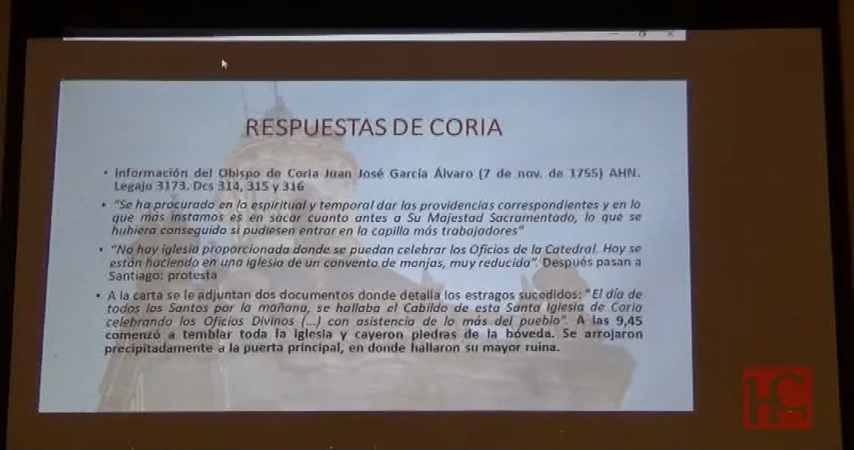 RESPUESTAS DE CORIA
• Información del Obispo de Coria Juan José García Álvaro (7 de nov. de 1755) AHN.
Legajo 3173. Dcs 314, 315 y 316
• "Se ha procurado en lo espiritual y temporal dar las providencias correspondientes y en lo
que más instamos es en sacar cuanto antes a Su Majestad Sacramentado, lo que se
hubiera conseguido si pudiesen entrar en la capilla más trabajadores"
• "No hay iglesia proporcionada donde se puedan celebrar los Oficios de la Catedral. Hoy se
están haciendo en una iglesia de un convento de monjas, muy reducida". Después pasan a
Santiago: protesta
• A la carta se le adjuntan dos documentos donde detalla los estragos sucedidos: "El día de
todos los Santos por la mañana, se hallaba el Cabildo de esta Santa Iglesia de Coria
celebrando los Oficios Divinos (...) con asistencia de lo más del pueblo". A las 9,45
comenzó a temblar toda la Iglesia y cayeron piedras de la bóveda. Se arrojaron
precipitadamente a la puerta principal, en donde hallaron su mayor ruina.
HC